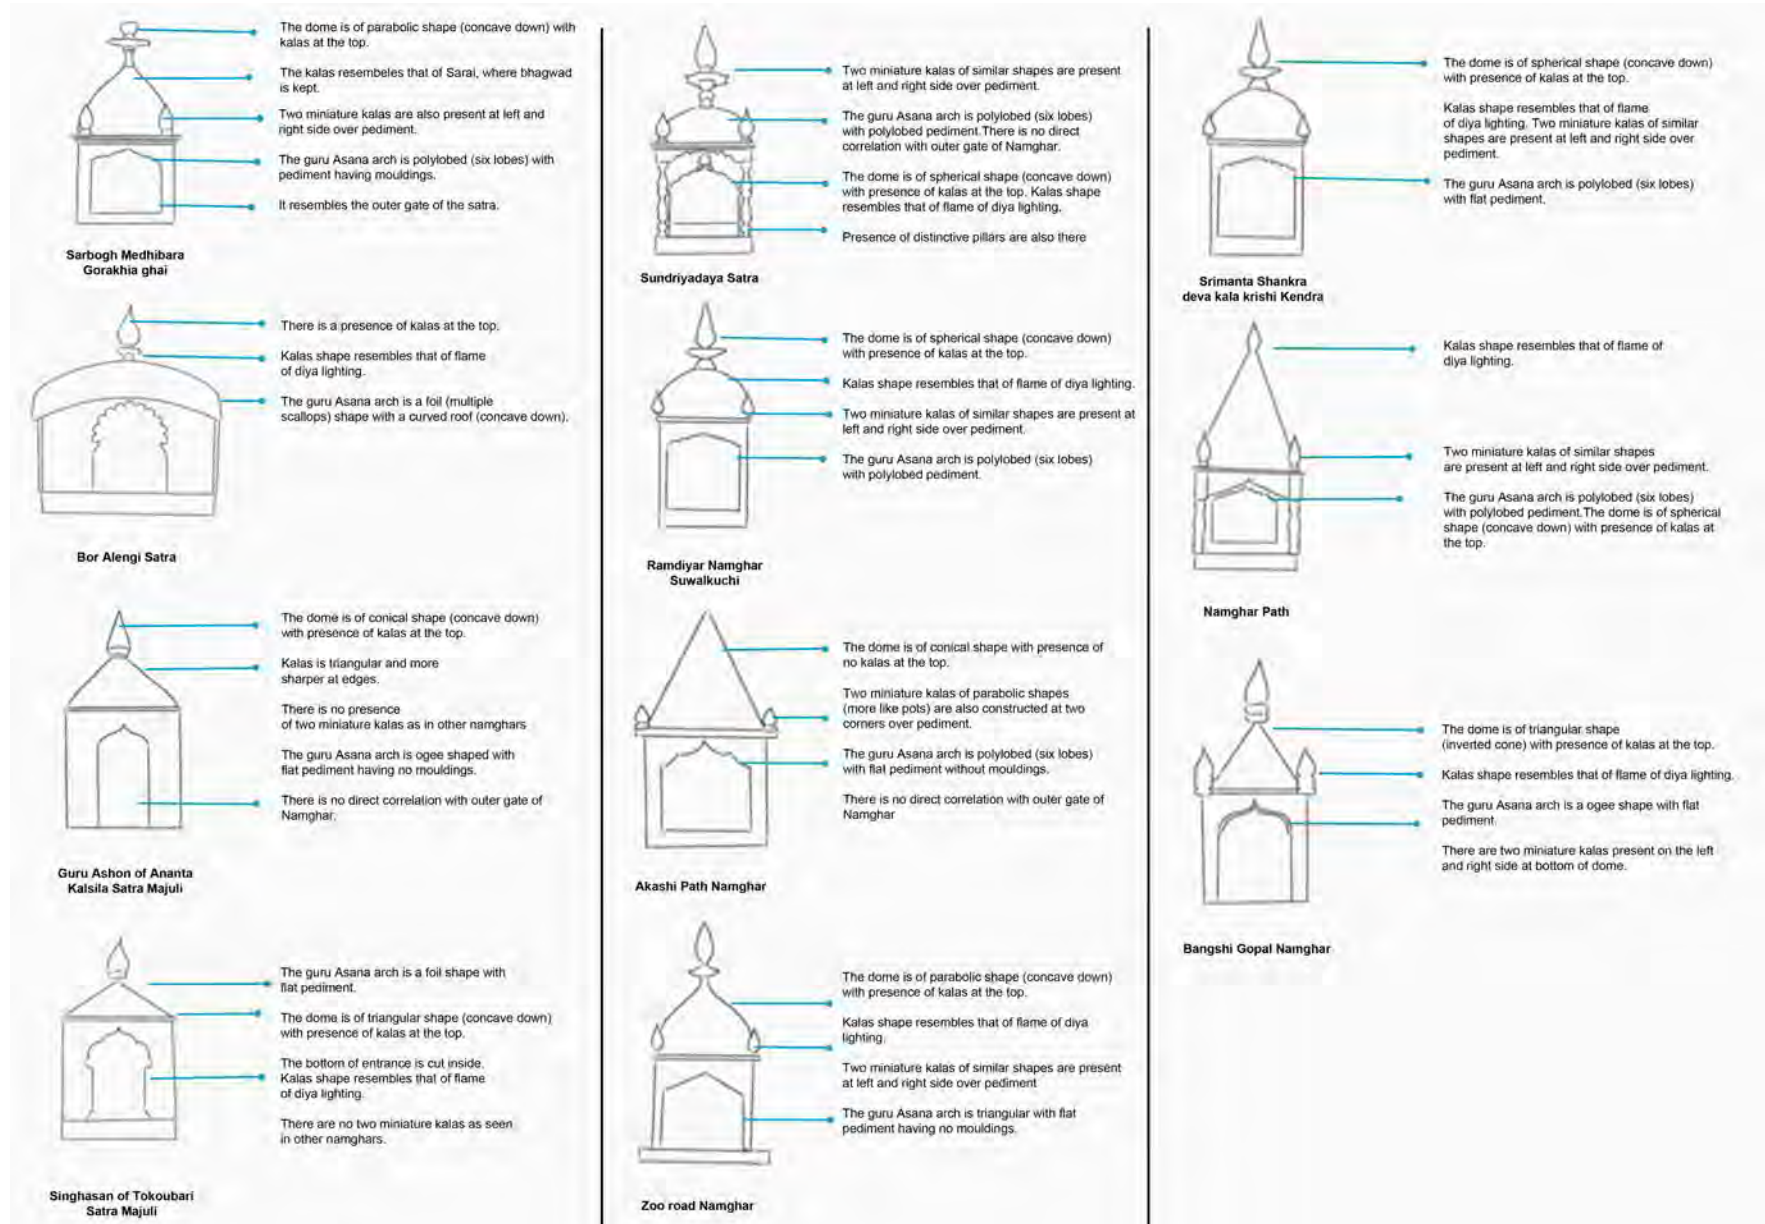 The dome is of parabolic shape (concave down) with
kalas at the top.
The kalas resembeles that of Sarai, where bhagwad
is kept.
Two miniature kalas are also present at left and
right side over pediment.
The guru Asana arch is polylobed (six lobes) with
pediment having mouldings.
It resembles the outer gate of the satra.
Sarbogh Medhibara
Gorakhia ghai
There is a presence of kalas at the top.
Kalas shape resembles that of flame
of diya lighting.
The guru Asana arch is a foil (multiple
scallops) shape with a curved roof (concave down).
Bor Alengi Satra
The dome is of conical shape (concave down)
with presence of kalas at the top.
Kalas is triangular and more
sharper at edges.
There is no presence
of two miniature kalas as in other namghars
The guru Asana arch is ogee shaped with
flat pediment having no mouldings.
There is no direct correlation with outer gate of
Namghar.
Guru Ashon of Ananta
Kalsila Satra Majuli
The guru Asana arch is a foil shape with
flat pediment.
The dome is of triangular shape (concave down)
with presence of kalas at the top.
The bottom of entrance is cut inside.
Kalas shape resembles that of flame
of diya lighting.
There are no two miniature kalas as seen
in other namghars.
Singhasan of Tokoubari
Satra Majuli
Two miniature kalas of similar shapes are present
at left and right side over pediment.
The guru Asana arch is polylobed (six lobes)
with polylobed pediment.There is no direct
correlation with outer gate of Namghar.
The dome is of spherical shape (concave down)
with presence of kalas at the top. Kalas shape
resembles that of flame of diya lighting.
Presence of distinctive pillars are also there
Sundriyadaya Satra
The dome is of spherical shape (concave down)
with presence of kalas at the top.
Kalas shape resembles that of flame of diya lighting.
Two miniature kalas of similar shapes are present at
left and right side over pediment.
The guru Asana arch is polylobed (six lobes)
with polylobed pediment.
Ramdiyar Namghar
Suwalkuchi
The dome is of conical shape with presence of
no kalas at the top.
Two miniature kalas of parabolic shapes
(more like pots) are also constructed at two
corners over pediment.
The guru Asana arch is polylobed (six lobes)
with flat pediment without mouldings.
There is no direct correlation with outer gate of
Namghar
Akashi Path Namghar
The dome is of parabolic shape (concave down)
with presence of kalas at the top.
Kalas shape resembles that of flame of diya
lighting.
Two miniature kalas of similar shapes are present
at left and right side over pediment
The guru Asana arch is triangular with flat
pediment having no mouldings.
Zoo road Namghar
The dome is of spherical shape (concave down)
with presence of kalas at the top.
Kalas shape resembles that of flame
of diya lighting. Two miniature kalas of similar
shapes are present at left and right side over
pediment.
The guru Asana arch is polylobed (six lobes)
with flat pediment.
Srimanta Shankra
deva kala krishi Kendra
Kalas shape resembles that of flame of
diya lighting.
Two miniature kalas of similar shapes
are present at left and right side over pediment.
The guru Asana arch is polylobed (six lobes)
with polylobed pediment.The dome is of spherical
shape (concave down) with presence of kalas at
the top.
Namghar Path
The dome is of triangular shape
(inverted cone) with presence of kalas at the top.
Kalas shape resembles that of flame of diya lighting.
The guru Asana arch is a ogee shape with flat
pediment.
There are two miniature kalas present on the left
and right side at bottom of dome.
Bangshi Gopal Namghar